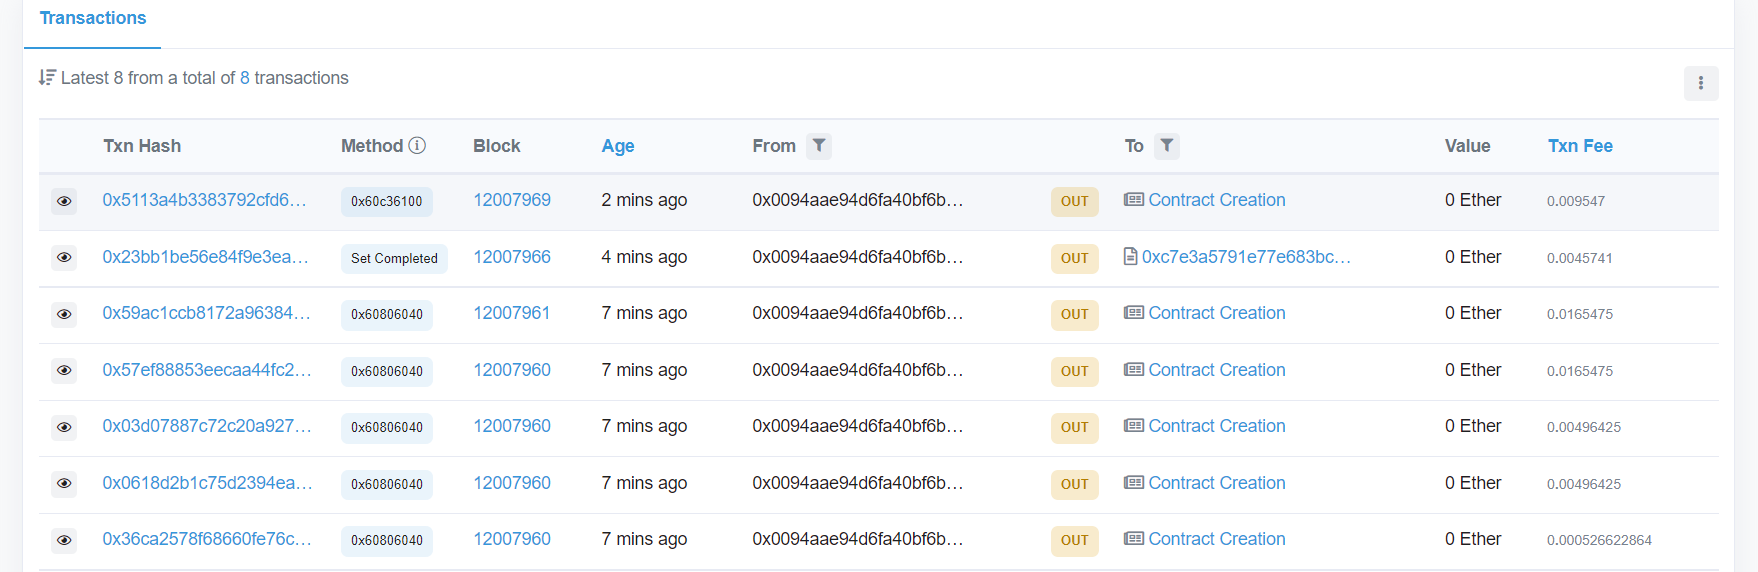 Transactions
Latest 8 from a total of 8 transactions
Txn Hash Method Block Age From To Value Txn Fee
0x5113a4b3383792cfd6... 0x60c36100 12007969 2 mins ago 0x0094aae94d6fa40bf6b... OUT Contract Creation 0 Ether 0.009547
0x23bb1be56e84f9e3ea... Set Completed 12007966 4 mins ago 0x0094aae94d6fa40bf6b... OUT 0xc7e3a5791e77e683bc... 0 Ether 0.0045741
0x59ac1ccb8172a96384... 0x60806040 12007961 7 mins ago 0x0094aae94d6fa40bf6b... OUT Contract Creation 0 Ether 0.0165475
0x57ef88853eecaa44fc2... 0x60806040 12007960 7 mins ago 0x0094aae94d6fa40bf6b... OUT Contract Creation 0 Ether 0.0165475
0x03d07887c72c20a927... 0x60806040 12007960 7 mins ago 0x0094aae94d6fa40bf6b... OUT Contract Creation 0 Ether 0.00496425
0x0618d2b1c75d2394ea... 0x60806040 12007960 7 mins ago 0x0094aae94d6fa40bf6b... OUT Contract Creation 0 Ether 0.00496425
0x36ca2578f68660fe76c... 0x60806040 12007960 7 mins ago 0x0094aae94d6fa40bf6b... OUT Contract Creation 0 Ether 0.000526622864